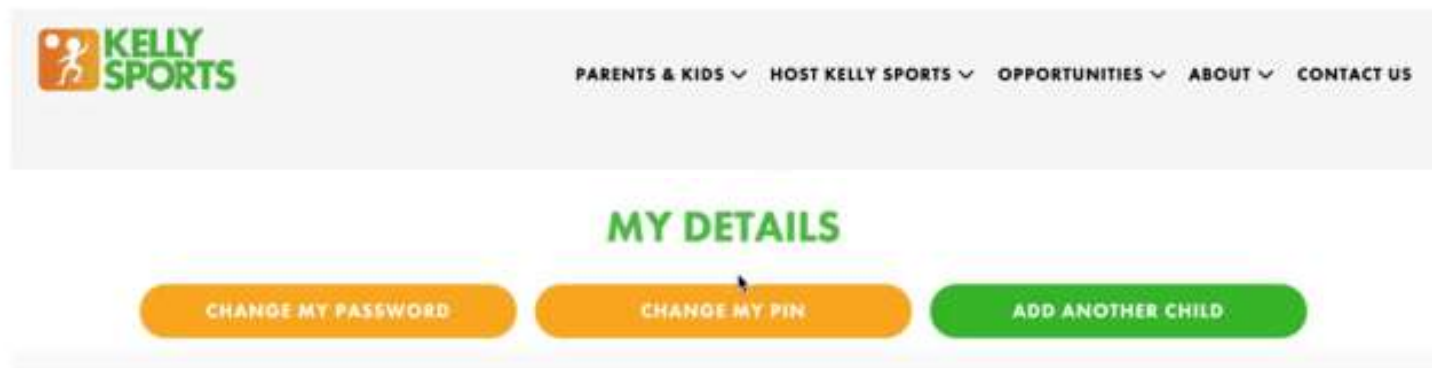 KELLY
SPORTS
PARENTS & KIDS HOST KELLY SPORTS OPPORTUNITIES ABOUT CONTACT US
MY DETAILS
CHANGE MY PASSWORD CHANGE MY PIN ADD ANOTHER CHILD